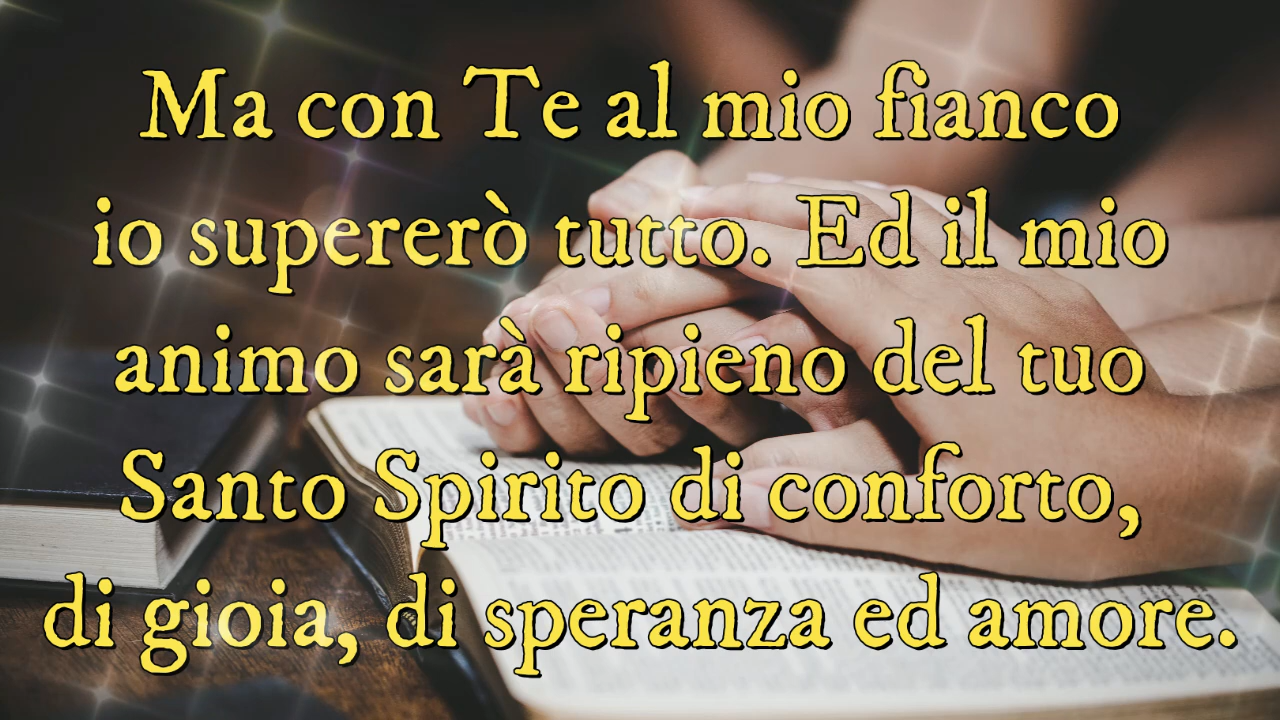 Ma con Te al mio fianco
io supererò tutto. Ed il mio
animo sarà ripieno del tuo
Santo Spirito di conforto,
di gioia, di speranza ed amore.